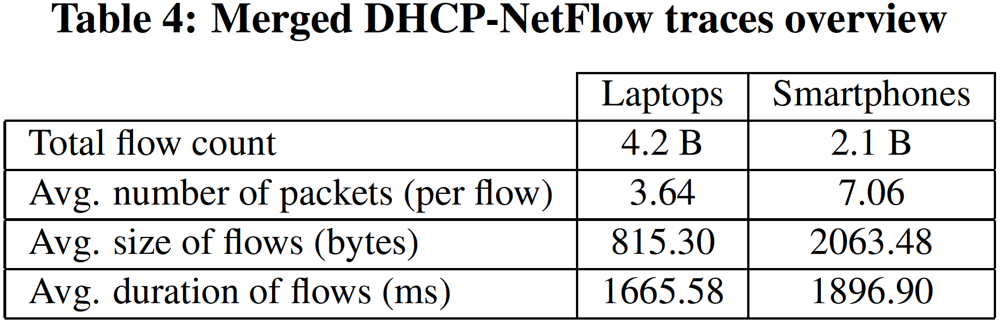 Table 4: Merged DHCP-NetFlow traces overview
Laptops Smartphones
Total flow count 4.2 B 2.1 B
Avg. number of packets (per flow) 3.64 7.06
Avg. size of flows (bytes) 815.30 2063.48
Avg. duration of flows (ms) 1665.58 1896.90